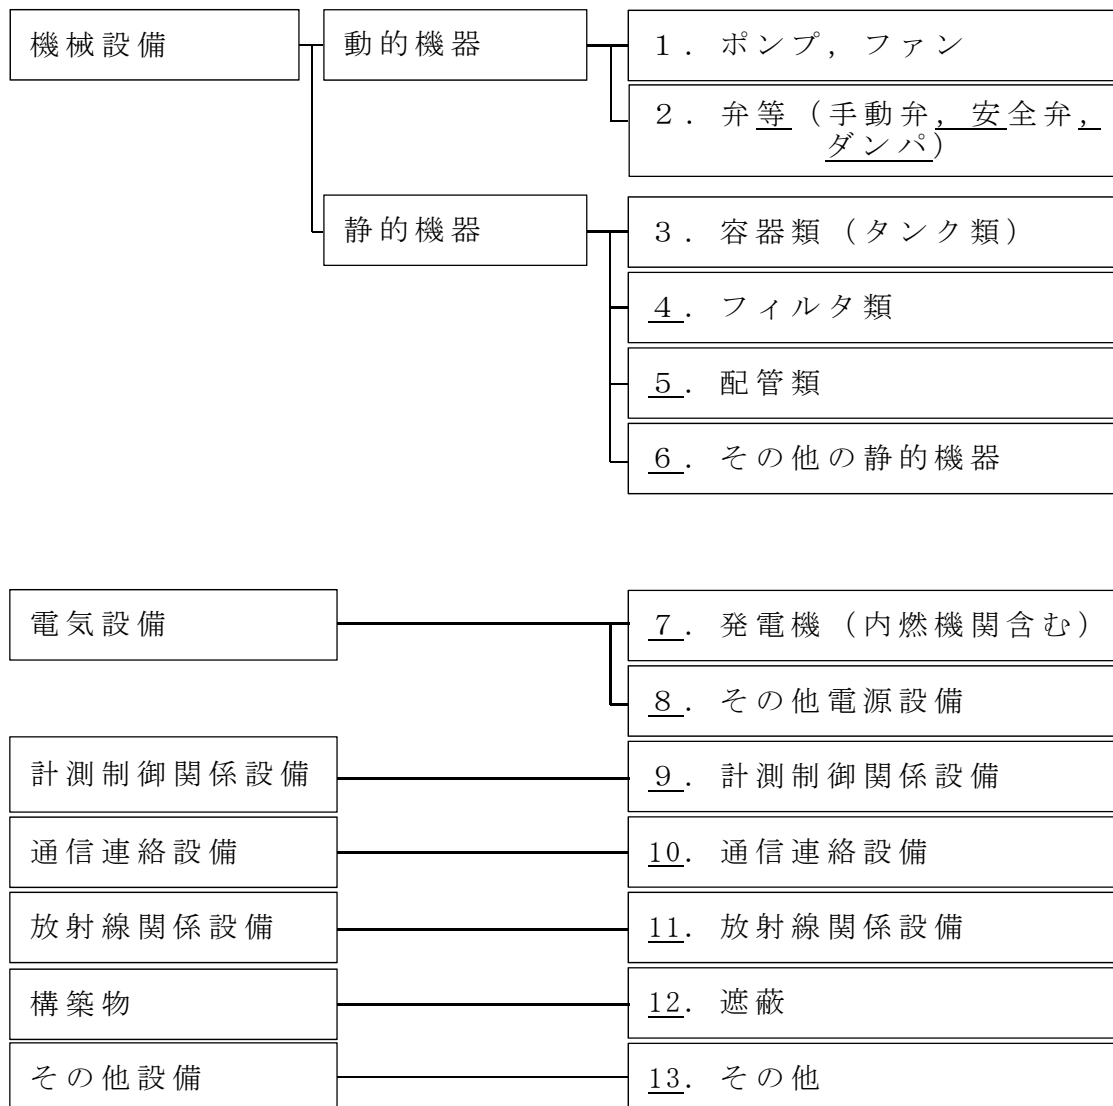 機械設備
動的機器
１．ポンプ，ファン
２．弁等（手動弁，安全弁，
ダンパ）
静的機器
３．容器類（タンク類）
４．フィルタ類
５．配管類
６．その他の静的機器
電気設備
７．発電機（内燃機関含む）
８．その他電源設備
計測制御関係設備
９．計測制御関係設備
通信連絡設備
10．通信連絡設備
放射線関係設備
11．放射線関係設備
構築物
12．遮蔽
その他設備
13．その他